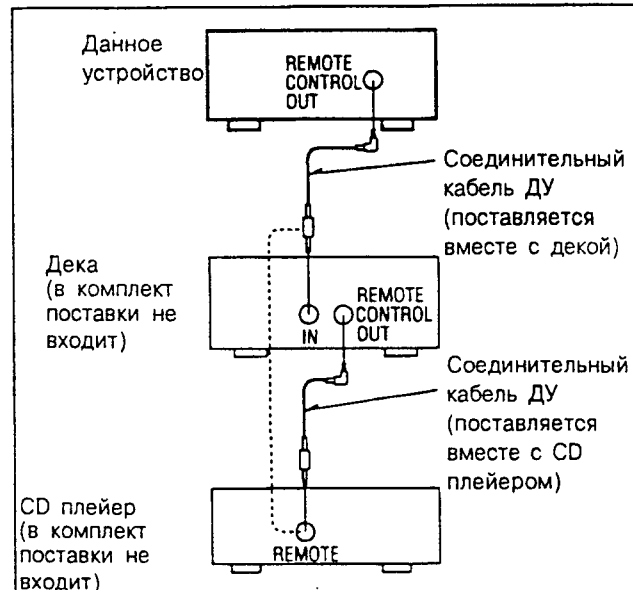 Данное
устройство
REMOTE
CONTROL
OUT
Соединительный
кабель ДУ
(поставляется
вместе с декой)
Дека
(в комплект
поставки не
входит)
IN
REMOTE
CONTROL
OUT
Соединительный
кабель ДУ
(поставляется
вместе с CD
плейером)
CD плейер
(в комплект
поставки не
входит)
REMOTE